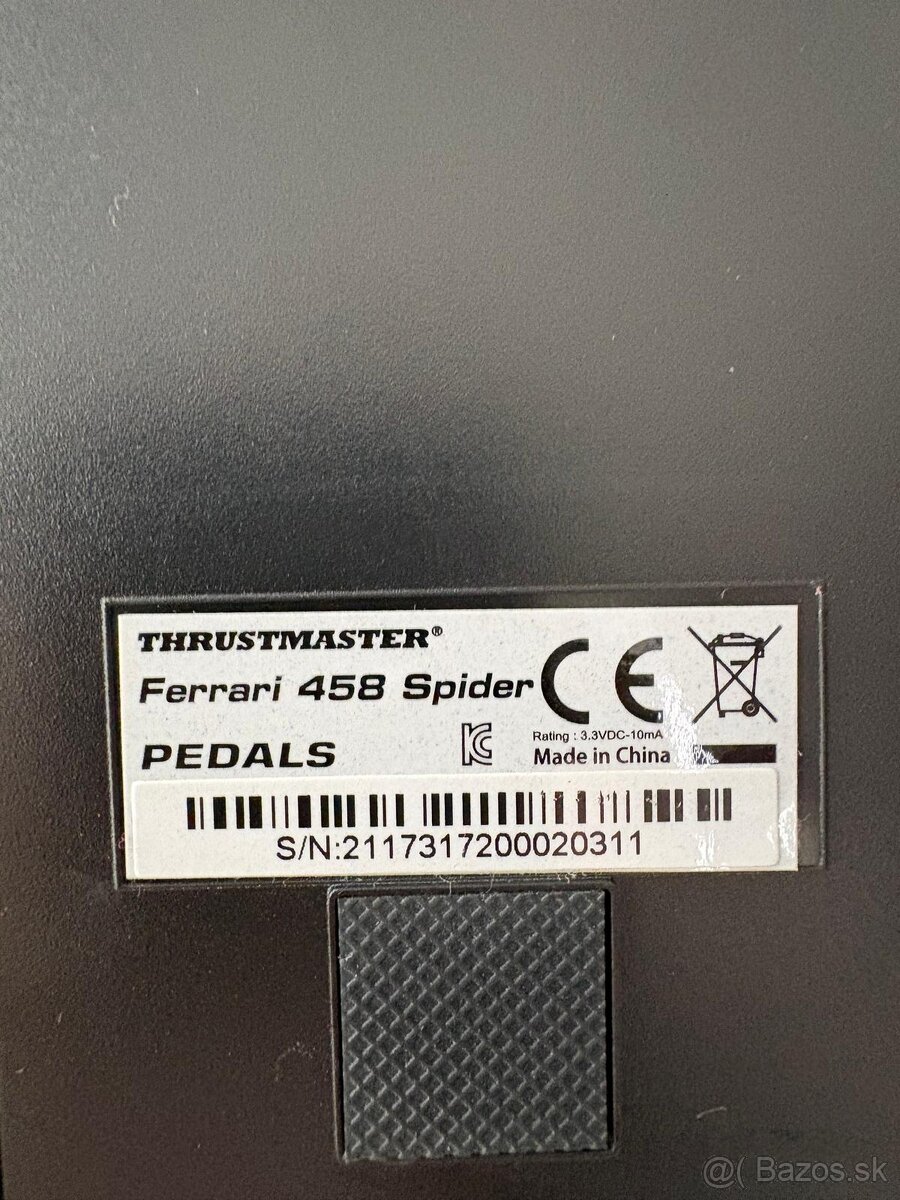 THRUSTMASTER®
Ferrari 458 Spider
CE
Rating : 3.3VDC-10mA
PEDALS
Made in China
S/N:2117317200020311
@( Bazos.sk